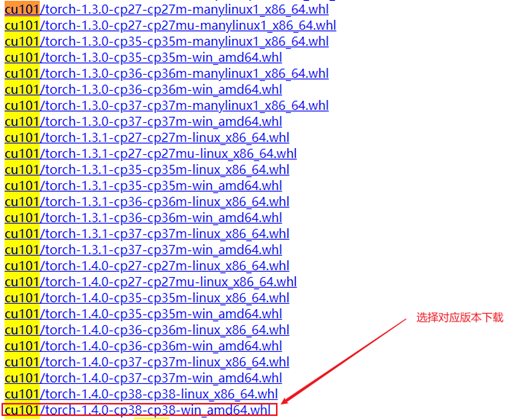 cu101/torch-1.3.0-cp27-cp27m-manylinux1_x86_64.whl
cu101/torch-1.3.0-cp27-cp27mu-manylinux1_x86_64.whl
cu101/torch-1.3.0-cp35-cp35m-manylinux1_x86_64.whl
cu101/torch-1.3.0-cp35-cp35m-win_amd64.whl
cu101/torch-1.3.0-cp36-cp36m-manylinux1_x86_64.whl
cu101/torch-1.3.0-cp36-cp36m-win_amd64.whl
cu101/torch-1.3.0-cp37-cp37m-manylinux1_x86_64.whl
cu101/torch-1.3.0-cp37-cp37m-win_amd64.whl
cu101/torch-1.3.1-cp27-cp27m-linux_x86_64.whl
cu101/torch-1.3.1-cp27-cp27mu-linux_x86_64.whl
cu101/torch-1.3.1-cp35-cp35m-linux_x86_64.whl
cu101/torch-1.3.1-cp35-cp35m-win_amd64.whl
cu101/torch-1.3.1-cp36-cp36m-linux_x86_64.whl
cu101/torch-1.3.1-cp36-cp36m-win_amd64.whl
cu101/torch-1.3.1-cp37-cp37m-linux_x86_64.whl
cu101/torch-1.3.1-cp37-cp37m-win_amd64.whl
cu101/torch-1.4.0-cp27-cp27m-linux_x86_64.whl
cu101/torch-1.4.0-cp27-cp27mu-linux_x86_64.whl
cu101/torch-1.4.0-cp35-cp35m-linux_x86_64.whl
cu101/torch-1.4.0-cp35-cp35m-win_amd64.whl
选择对应版本下载
cu101/torch-1.4.0-cp36-cp36m-linux_x86_64.whl
cu101/torch-1.4.0-cp36-cp36m-win_amd64.whl
cu101/torch-1.4.0-cp37-cp37m-linux_x86_64.whl
cu101/torch-1.4.0-cp37-cp37m-win_amd64.whl
cu101/torch-1.4.0-cp38-cp38-linux_x86_64.whl
cu101/torch-1.4.0-cp38-cp38-win_amd64.whl